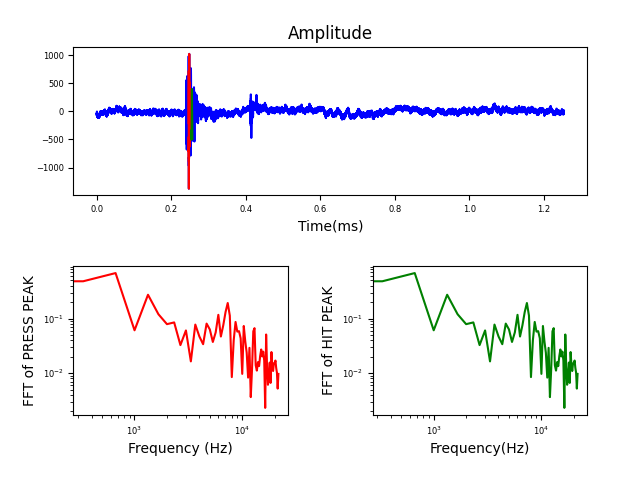 Amplitude
1000
500
0
−500
−1000
0.0 0.2 0.4 0.6 0.8 1.0 1.2
Time(ms)
FFT of PRESS PEAK
10⁻¹
10⁻²
10³ 10⁴
Frequency (Hz)
FFT of HIT PEAK
10⁻¹
10⁻²
10³ 10⁴
Frequency(Hz)